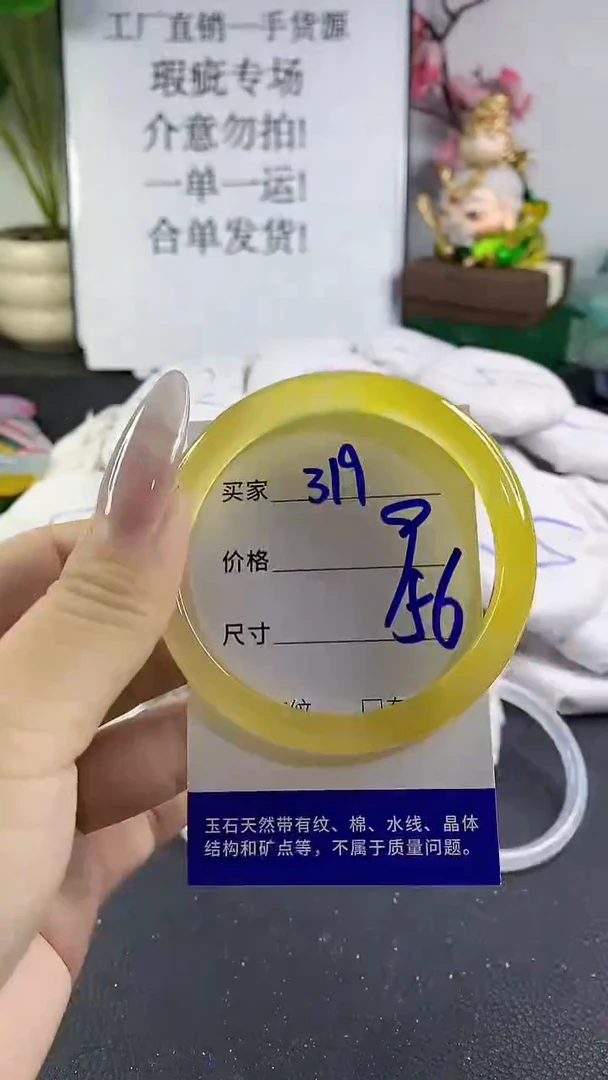 工厂直销一手货源
瑕疵专场
介意勿拍!
一单一运!
合单发货!
买家 319
价格
尺寸 56
玉石天然带有纹、棉、水线、晶体
结构和矿点等，不属于质量问题。